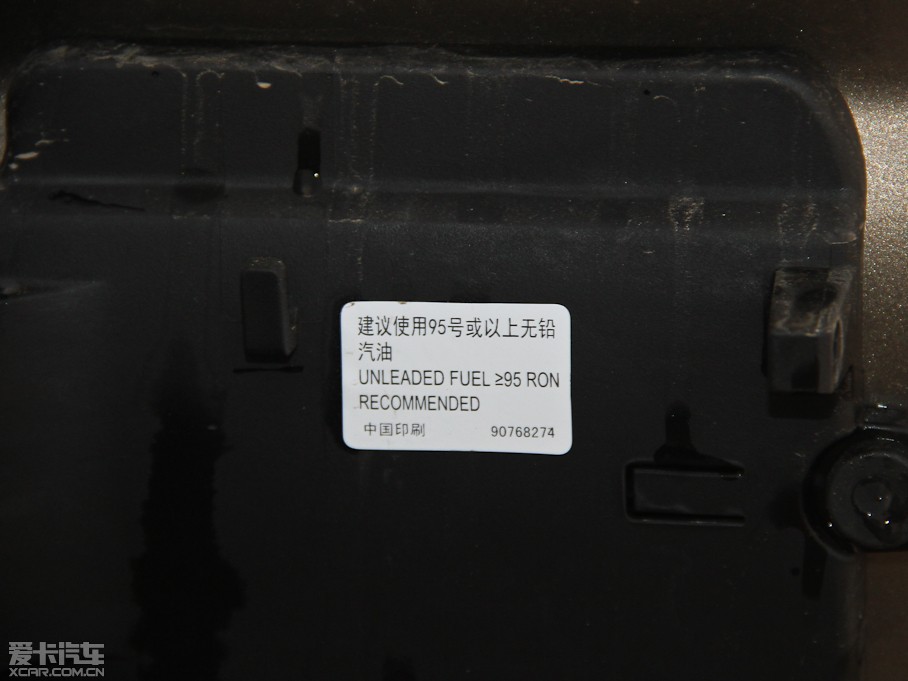 建议使用95号或以上无铅
汽油
UNLEADED FUEL ≥95 RON
RECOMMENDED
中国印刷 90768274
爱卡汽车
XCAR.COM.CN